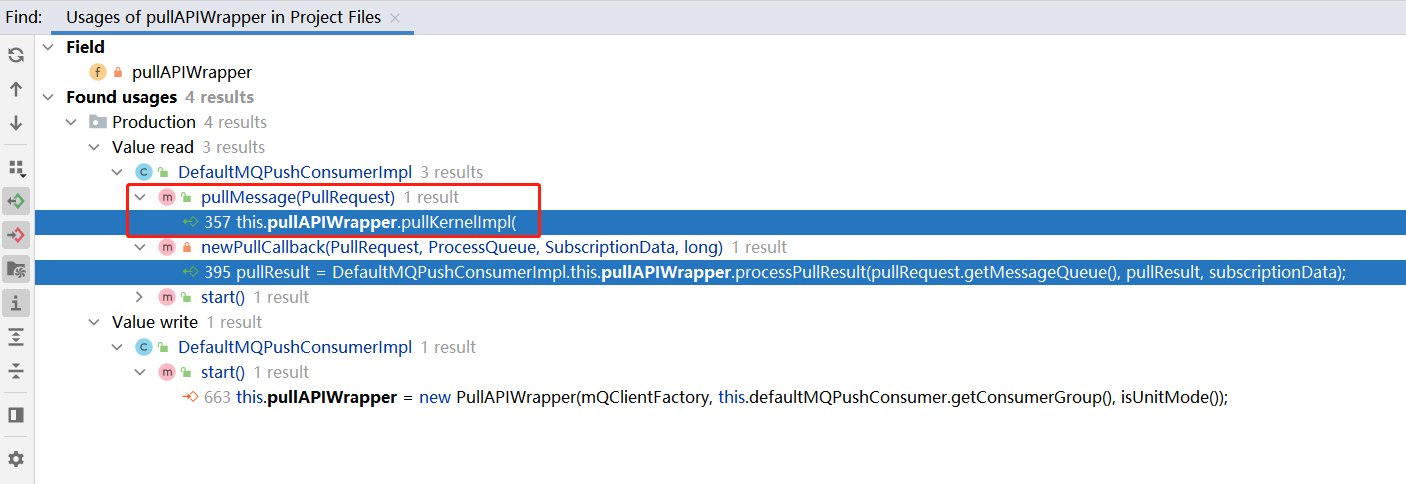 Find: Usages of pullAPIWrapper in Project Files
Field
f pullAPIWrapper
Found usages 4 results
Production 4 results
Value read 3 results
C DefaultMQPushConsumerImpl 3 results
m pullMessage(PullRequest) 1 result
357 this.pullAPIWrapper.pullKernelImpl(
m newPullCallback(PullRequest, ProcessQueue, SubscriptionData, long) 1 result
395 pullResult = DefaultMQPushConsumerImpl.this.pullAPIWrapper.processPullResult(pullRequest.getMessageQueue(), pullResult, subscriptionData);
m start() 1 result
Value write 1 result
C DefaultMQPushConsumerImpl 1 result
m start() 1 result
663 this.pullAPIWrapper = new PullAPIWrapper(mQClientFactory, this.defaultMQPushConsumer.getConsumerGroup(), isUnitMode());